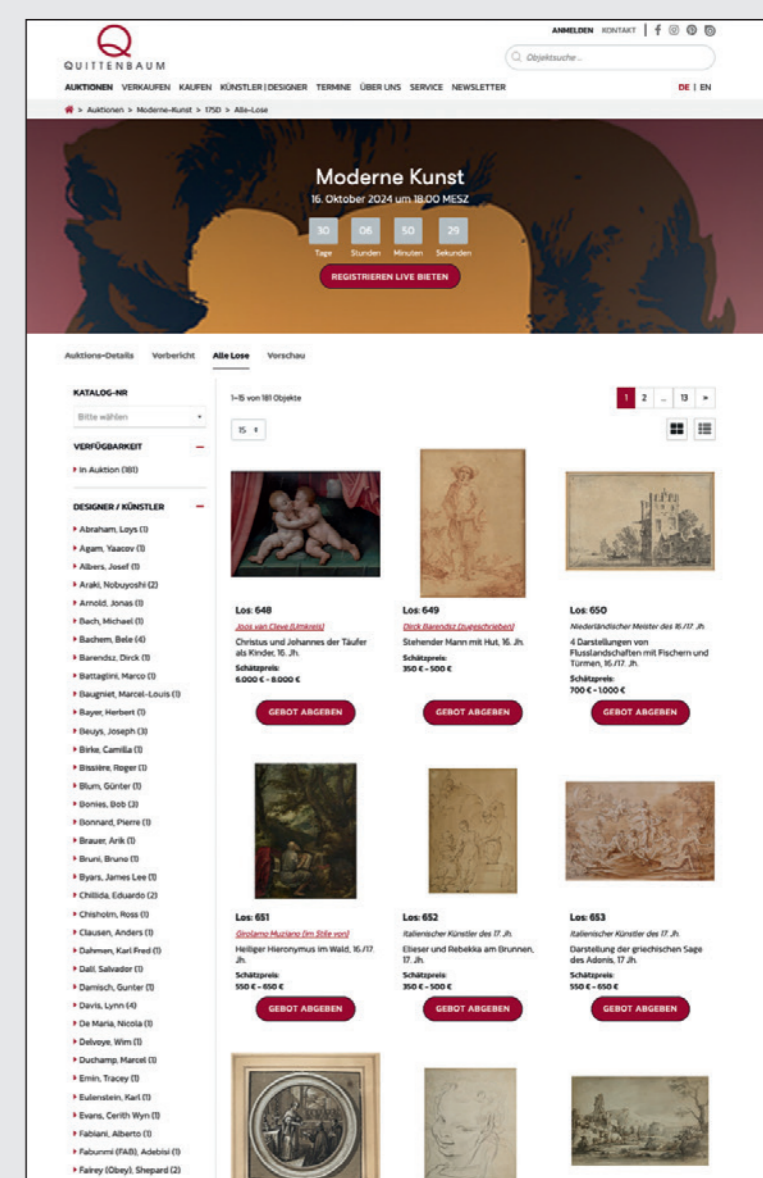 ANMELDEN KONTAKT
QUITTENBAUM
Objektsuche ...
AUKTIONEN VERKAUFEN KAUFEN KÜNSTLER|DESIGNER TERMINE ÜBER UNS SERVICE NEWSLETTER
DE | EN
> Auktionen > Moderne-Kunst > 175D > Alle-Lose
Moderne Kunst
16. Oktober 2024 um 18.00 MESZ
30 06 50 29
Tage Stunden Minuten Sekunden
REGISTRIEREN LIVE BIETEN
Auktions-Details Vorbericht Alle Lose Vorschau
KATALOG-NR
Bitte wählen
VERFÜGBARKEIT
In Auktion (181)
DESIGNER / KÜNSTLER
Abraham, Loys (1)
Agam, Yaacov (1)
Albers, Josef (1)
Araki, Nobuyoshi (2)
Arnold, Jonas (1)
Bach, Michael (1)
Bachem, Bele (4)
Barendsz, Dirck (1)
Battaglini, Marco (1)
Baugniet, Marcel-Louis (1)
Bayer, Herbert (1)
Beuys, Joseph (3)
Birke, Camilla (1)
Bissière, Roger (1)
Blum, Günter (1)
Bonies, Bob (3)
Bonnard, Pierre (1)
Brauer, Arik (1)
Bruni, Bruno (1)
Byars, James Lee (1)
Chillida, Eduardo (2)
Chisholm, Ross (1)
Clausen, Anders (1)
Dahmen, Karl Fred (1)
Dalí, Salvador (1)
Damisch, Gunter (1)
Davis, Lynn (4)
De Maria, Nicola (1)
Delvoye, Wim (1)
Duchamp, Marcel (1)
Emin, Tracey (1)
Eulenstein, Karl (1)
Evans, Cerith Wyn (1)
Fabiani, Alberto (1)
Fabunmi (FAB), Adebisi (1)
Fairey (Obey), Shepard (2)
1–15 von 181 Objekte
1 2 ... 13 »
15
Los: 648
Joos van Cleve (Umkreis)
Christus und Johannes der Täufer
als Kinder, 16. Jh.
Schätzpreis:
6.000 € - 8.000 €
GEBOT ABGEBEN
Los: 649
Dirck Barendsz (zugeschrieben)
Stehender Mann mit Hut, 16. Jh.
Schätzpreis:
350 € - 500 €
GEBOT ABGEBEN
Los: 650
Niederländischer Meister des 16./17. Jh.
4 Darstellungen von
Flusslandschaften mit Fischern und
Türmen, 16./17. Jh.
Schätzpreis:
700 € - 1.000 €
GEBOT ABGEBEN
Los: 651
Girolamo Muziano (im Stile von)
Heiliger Hieronymus im Wald, 16./17.
Jh.
Schätzpreis:
550 € - 650 €
GEBOT ABGEBEN
Los: 652
Italienischer Künstler des 17. Jh.
Elieser und Rebekka am Brunnen,
17. Jh.
Schätzpreis:
350 € - 500 €
GEBOT ABGEBEN
Los: 653
Italienischer Künstler des 17. Jh.
Darstellung der griechischen Sage
des Adonis, 17 Jh.
Schätzpreis:
550 € - 650 €
GEBOT ABGEBEN